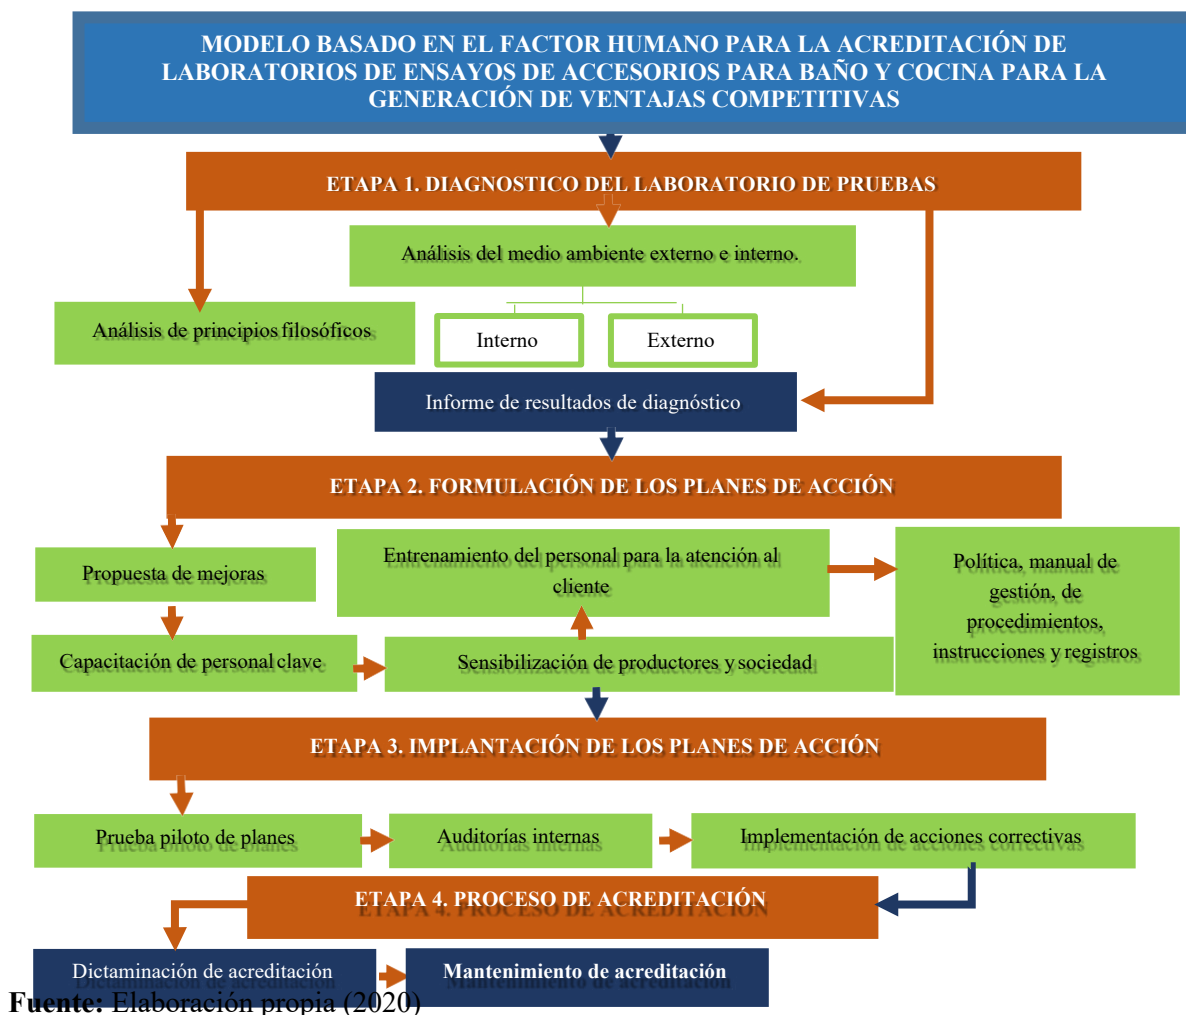 MODELO BASADO EN EL FACTOR HUMANO PARA LA ACREDITACIÓN DE
LABORATORIOS DE ENSAYOS DE ACCESORIOS PARA BAÑO Y COCINA PARA LA
GENERACIÓN DE VENTAJAS COMPETITIVAS
ETAPA 1. DIAGNOSTICO DEL LABORATORIO DE PRUEBAS
Análisis del medio ambiente externo e interno.
Análisis de principios filosóficos
Interno
Externo
Informe de resultados de diagnóstico
ETAPA 2. FORMULACIÓN DE LOS PLANES DE ACCIÓN
Propuesta de mejoras
Entrenamiento del personal para la atención al
cliente
Política, manual de
gestión, de
procedimientos,
instrucciones y registros
Capacitación de personal clave
Sensibilización de productores y sociedad
ETAPA 3. IMPLANTACIÓN DE LOS PLANES DE ACCIÓN
Prueba piloto de planes
Auditorías internas
Implementación de acciones correctivas
ETAPA 4. PROCESO DE ACREDITACIÓN
Dictaminación de acreditación
Mantenimiento de acreditación
Fuente: Elaboración propia (2020)